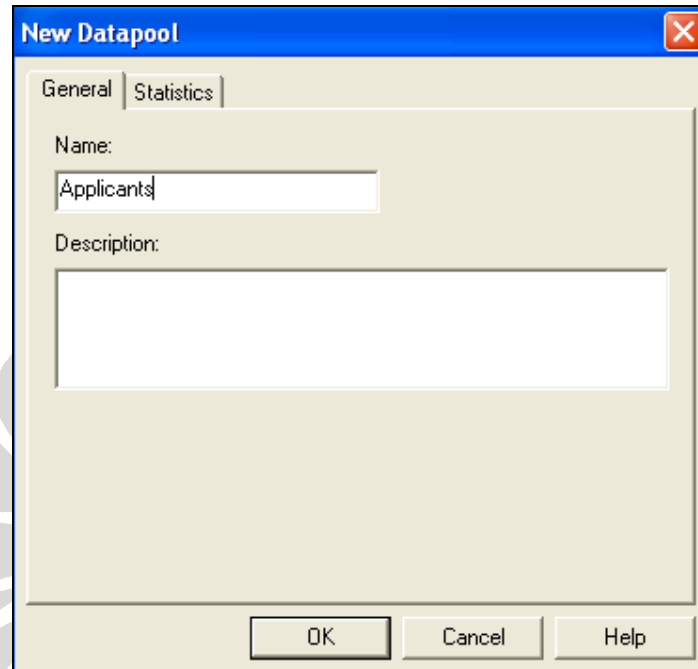 New Datapool
General Statistics
Name:
Applicants
Description:
OK Cancel Help